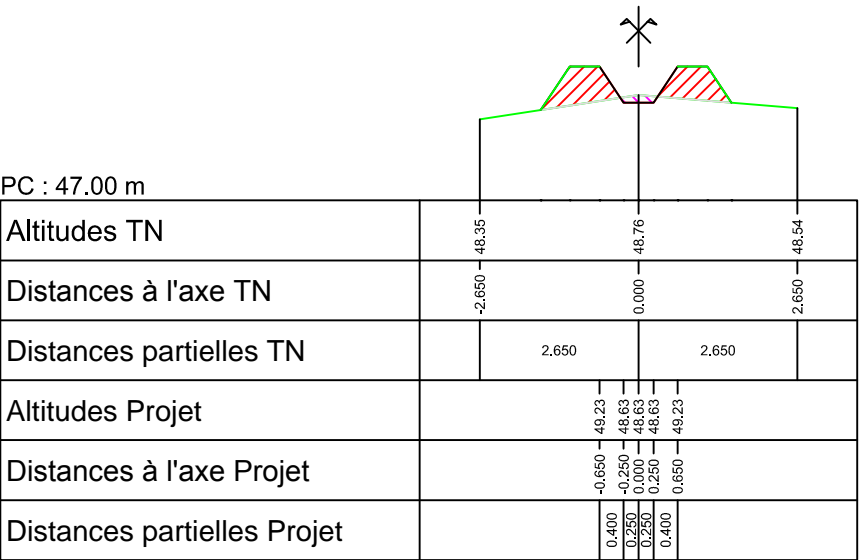 PC : 47.00 m
Altitudes TN 48.35 48.76 48.54
Distances à l'axe TN -2.650 0.000 2.650
Distances partielles TN 2.650 2.650
Altitudes Projet 49.23 48.63 48.63 48.63 49.23
Distances à l'axe Projet -0.650 -0.250 0.000 0.250 0.650
Distances partielles Projet 0.400 0.250 0.250 0.400